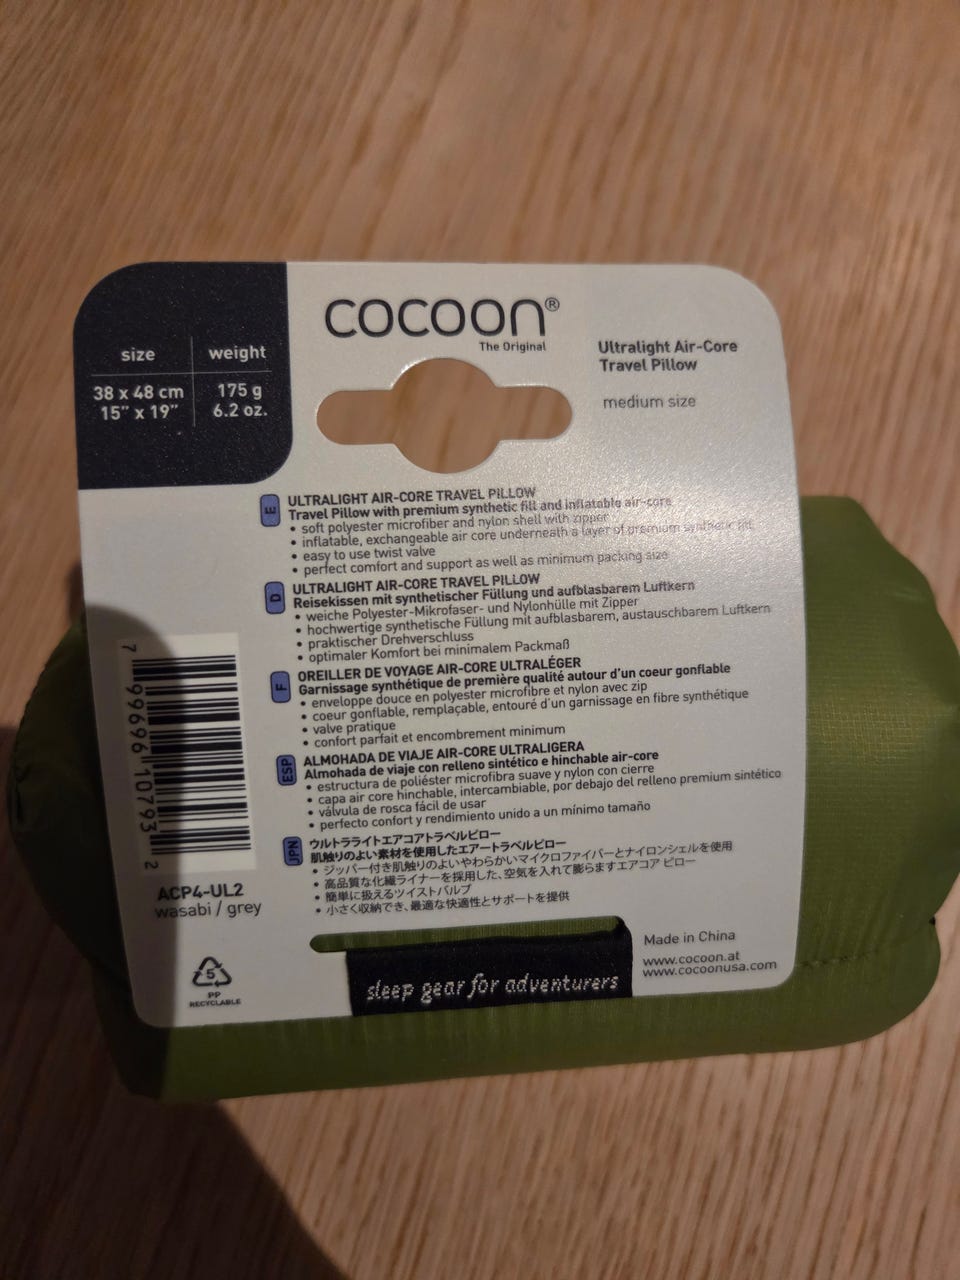 size weight
38 x 48 cm 175 g
15” x 19” 6.2 oz.
cocoon®
The Original
Ultralight Air-Core
Travel Pillow
medium size
E
ULTRALIGHT AIR-CORE TRAVEL PILLOW
Travel Pillow with premium synthetic fill and inflatable air-core
• soft polyester microfiber and nylon shell with zipper
• inflatable, exchangeable air core underneath a layer of premium synthetic fill
• easy to use twist valve
• perfect comfort and support as well as minimum packing size
D
ULTRALIGHT AIR-CORE TRAVEL PILLOW
Reisekissen mit synthetischer Füllung und aufblasbarem Luftkern
• weiche Polyester-Mikrofaser- und Nylonhülle mit Zipper
• hochwertige synthetische Füllung mit aufblasbarem, austauschbarem Luftkern
• praktischer Drehverschluss
• optimaler Komfort bei minimalem Packmaß
F
OREILLER DE VOYAGE AIR-CORE ULTRALÉGER
Garnissage synthétique de première qualité autour d'un coeur gonflable
• enveloppe douce en polyester microfibre et nylon avec zip
• coeur gonflable, remplaçable, entouré d'un garnissage en fibre synthétique
• valve pratique
• confort parfait et encombrement minimum
ESP
ALMOHADA DE VIAJE AIR-CORE ULTRALIGERA
Almohada de viaje con relleno sintético e hinchable air-core
• estructura de poliéster microfibra suave y nylon con cierre
• capa air core hinchable, intercambiable, por debajo del relleno premium sintético
• válvula de rosca fácil de usar
• perfecto confort y rendimiento unido a un mínimo tamaño
JPN
ウルトラライトエアコアトラベルピロー
肌触りのよい素材を使用したエアートラベルピロー
• ジッパー付き肌触りのよいやわらかいマイクロファイバーとナイロンシェルを使用
• 高品質な化繊ライナーを採用した、空気を入れて膨らますエアコア ピロー
• 簡単に扱えるツイストバルブ
• 小さく収納でき、最適な快適性とサポートを提供
7 99696 10793 2
ACP4-UL2
wasabi / grey
5
PP
RECYCLABLE
sleep gear for adventurers
Made in China
www.cocoon.at
www.cocoonusa.com